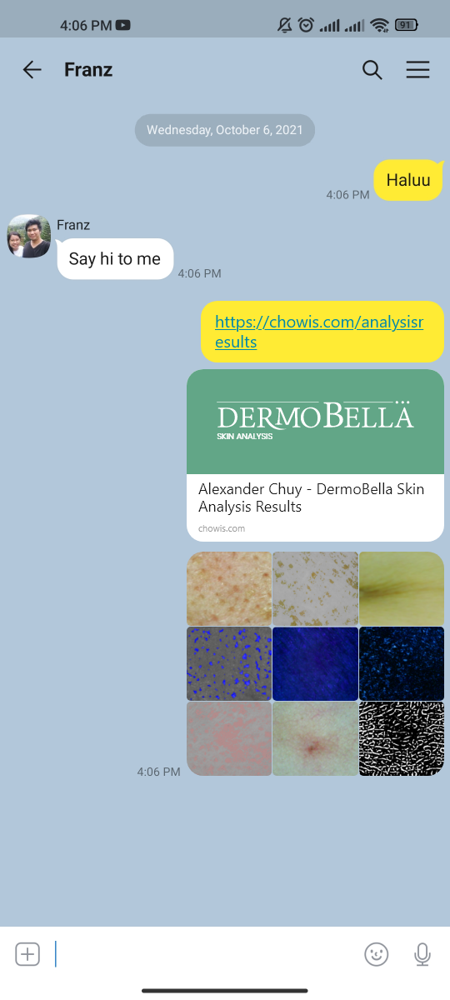 4:06 PM
91
Franz
Wednesday, October 6, 2021
Haluu
4:06 PM
Franz
Say hi to me
4:06 PM
https://chowis.com/analysisr
esults
DERMOBELLÄ
SKIN ANALYSIS
Alexander Chuy - DermoBella Skin
Analysis Results
chowis.com
4:06 PM